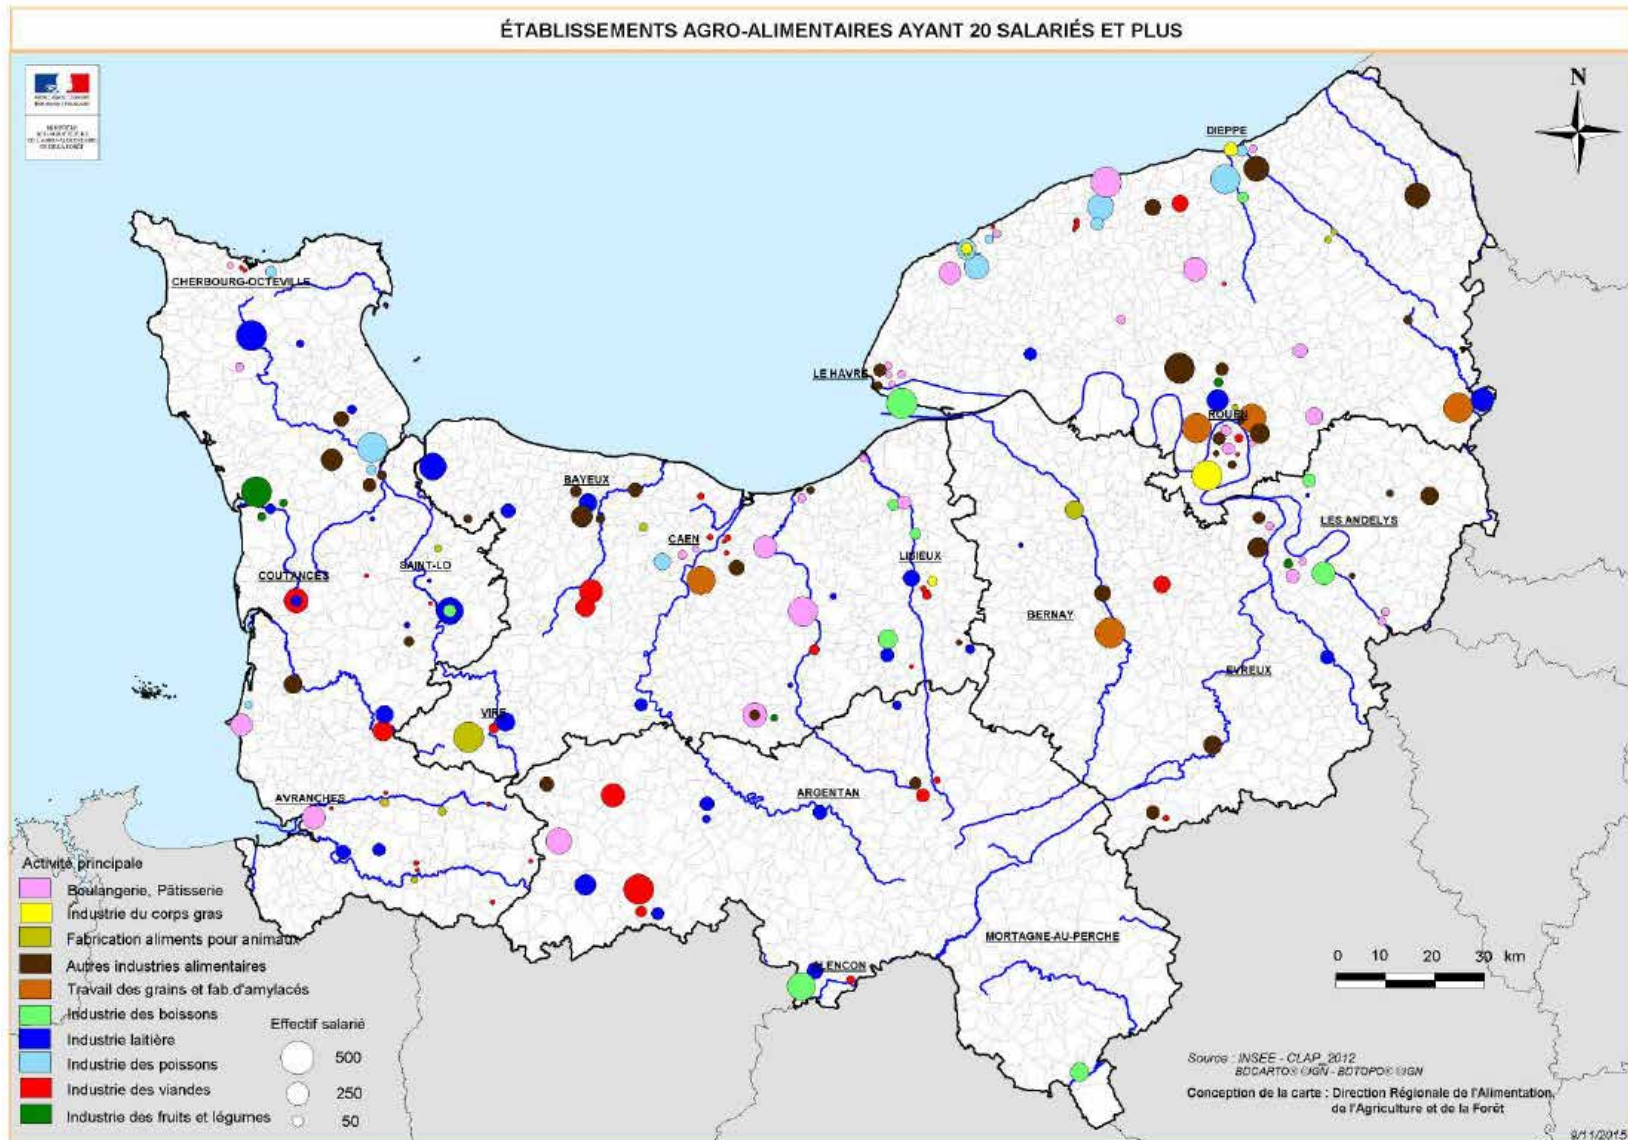 ÉTABLISSEMENTS AGRO-ALIMENTAIRES AYANT 20 SALARIÉS ET PLUS
N
DIEPPE
CHERBOURG-OCTEVILLE
LE HAVRE
ROUEN
BAYEUX
LES ANDELYS
CAEN
LISIEUX
SAINT-LO
COUTANCES
BERNAY
EVREUX
VIRE
ARGENTAN
AVRANCHES
MORTAGNE-AU-PERCHE
ALENCON
Activité principale
Boulangerie, Pâtisserie
Industrie du corps gras
Fabrication aliments pour animaux
Autres industries alimentaires
Travail des grains et fab.d'amylacés
Industrie des boissons
Industrie laitière
Industrie des poissons
Industrie des viandes
Industrie des fruits et légumes
Effectif salarié
500
250
50
0 10 20 30 km
Source : INSEE - CLAP_2012
BDCARTO® ©IGN - BDTOPO® ©IGN
Conception de la carte : Direction Régionale de l'Alimentation,
de l'Agriculture et de la Forêt
9/11/2015